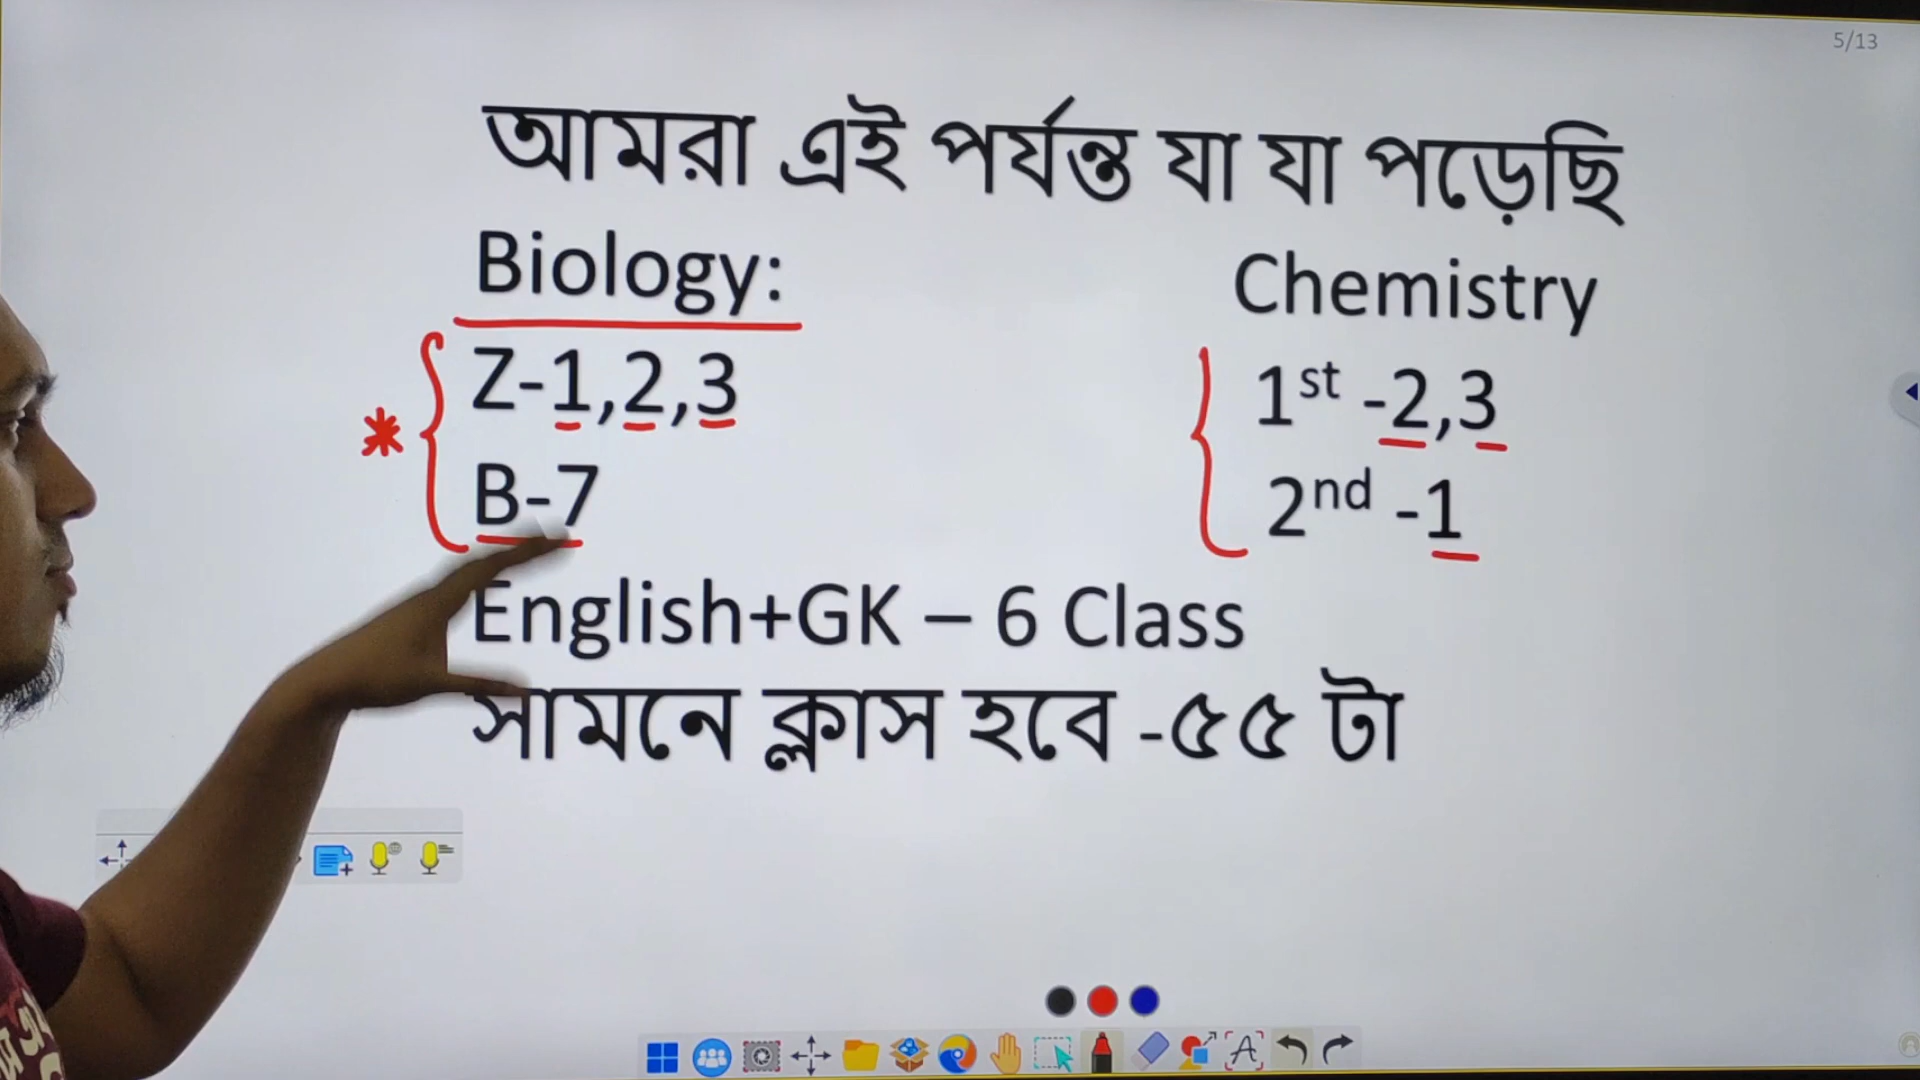 5/13
আমরা এই পর্যন্ত যা যা পড়েছি
Biology:
Z-1,2,3
B-7
Chemistry
1st -2,3
2nd -1
English+GK – 6 Class
সামনে ক্লাস হবে -৫৫ টা